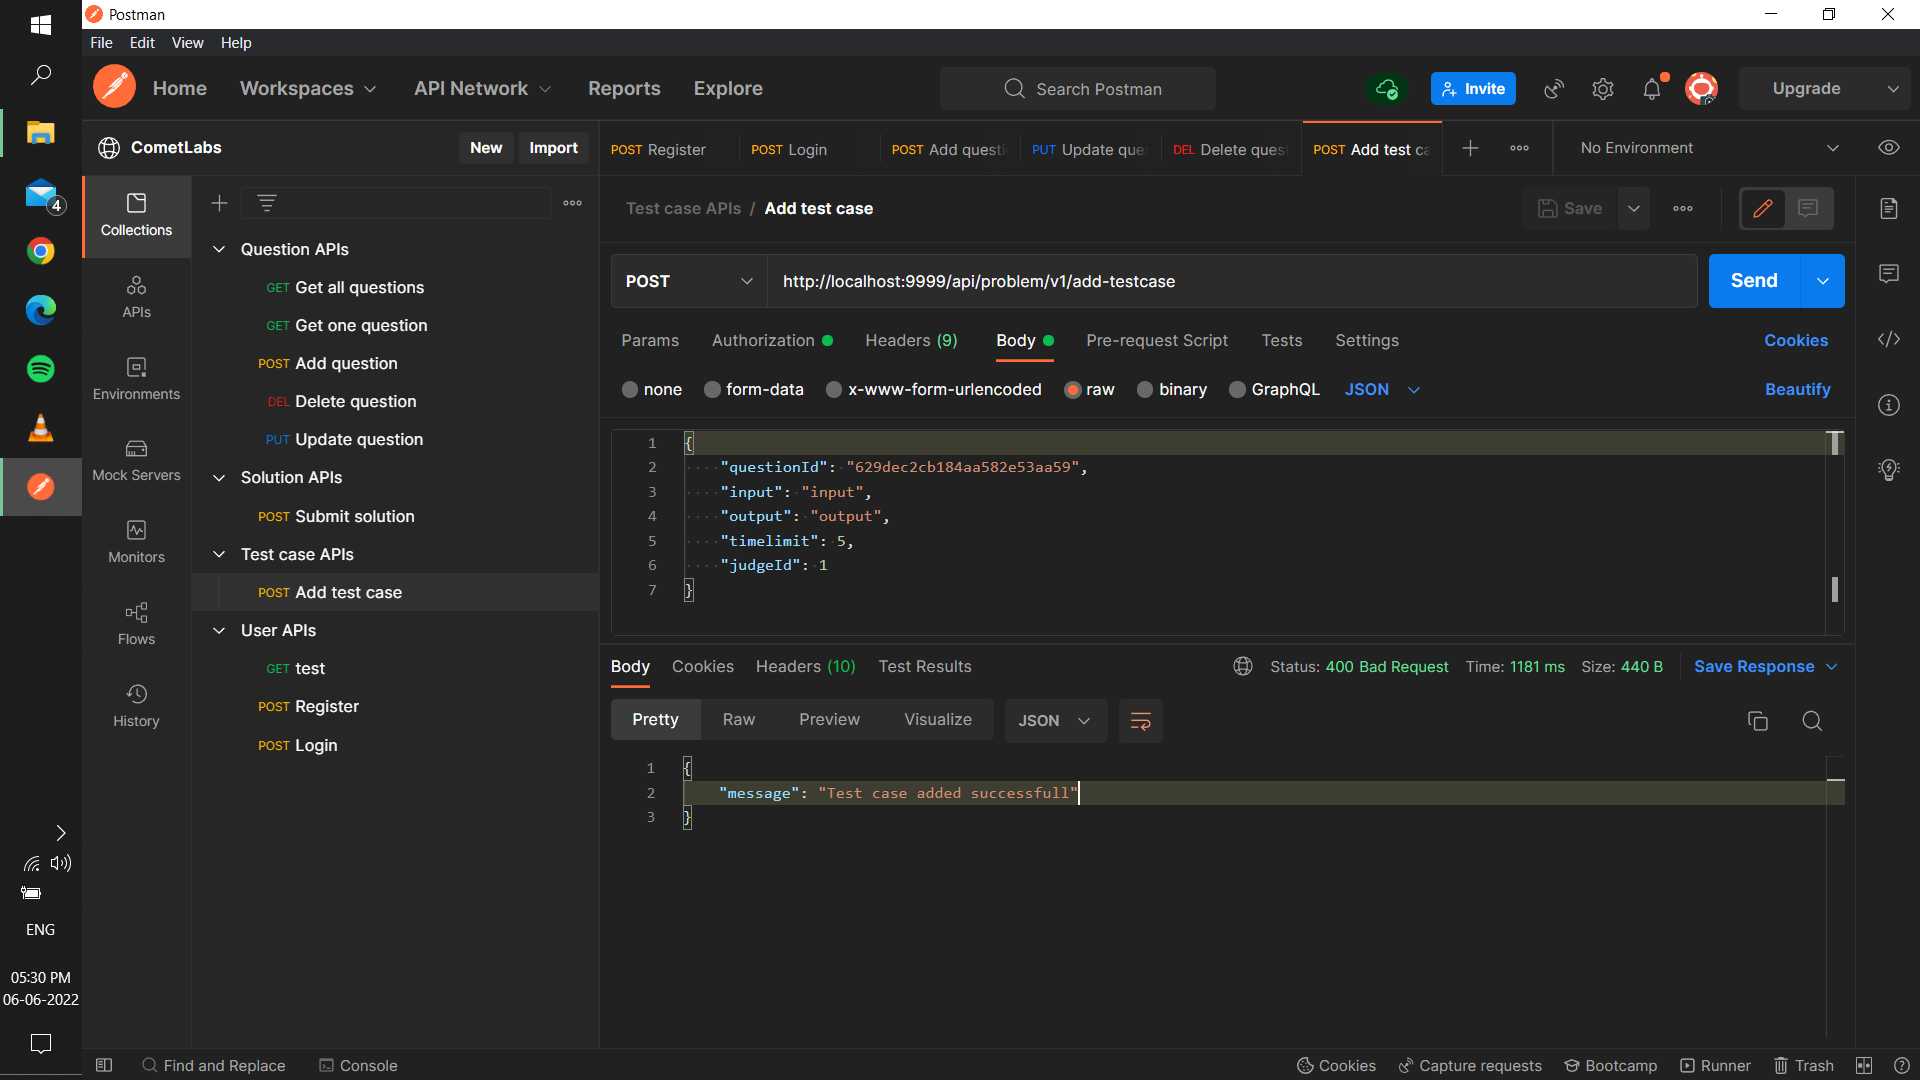 Postman
File Edit View Help
Home Workspaces API Network Reports Explore Search Postman Invite Upgrade
CometLabs New Import
POST Register POST Login POST Add questi PUT Update que DEL Delete ques POST Add test ca No Environment
4
Collections
APIs
Environments
Mock Servers
Monitors
Flows
History
Question APIs
GET Get all questions
GET Get one question
POST Add question
DEL Delete question
PUT Update question
Solution APIs
POST Submit solution
Test case APIs
POST Add test case
User APIs
GET test
POST Register
POST Login
Test case APIs / Add test case Save
POST http://localhost:9999/api/problem/v1/add-testcase Send
Params Authorization Headers (9) Body Pre-request Script Tests Settings Cookies
none form-data x-www-form-urlencoded raw binary GraphQL JSON Beautify
1 {
2 "questionId": "629dec2cb184aa582e53aa59",
3 "input": "input",
4 "output": "output",
5 "timelimit": 5,
6 "judgeId": 1
7 }
Body Cookies Headers (10) Test Results Status: 400 Bad Request Time: 1181 ms Size: 440 B Save Response
Pretty Raw Preview Visualize JSON
1 {
2 "message": "Test case added successfull"
3 }
ENG
05:30 PM
06-06-2022
Find and Replace Console Cookies Capture requests Bootcamp Runner Trash